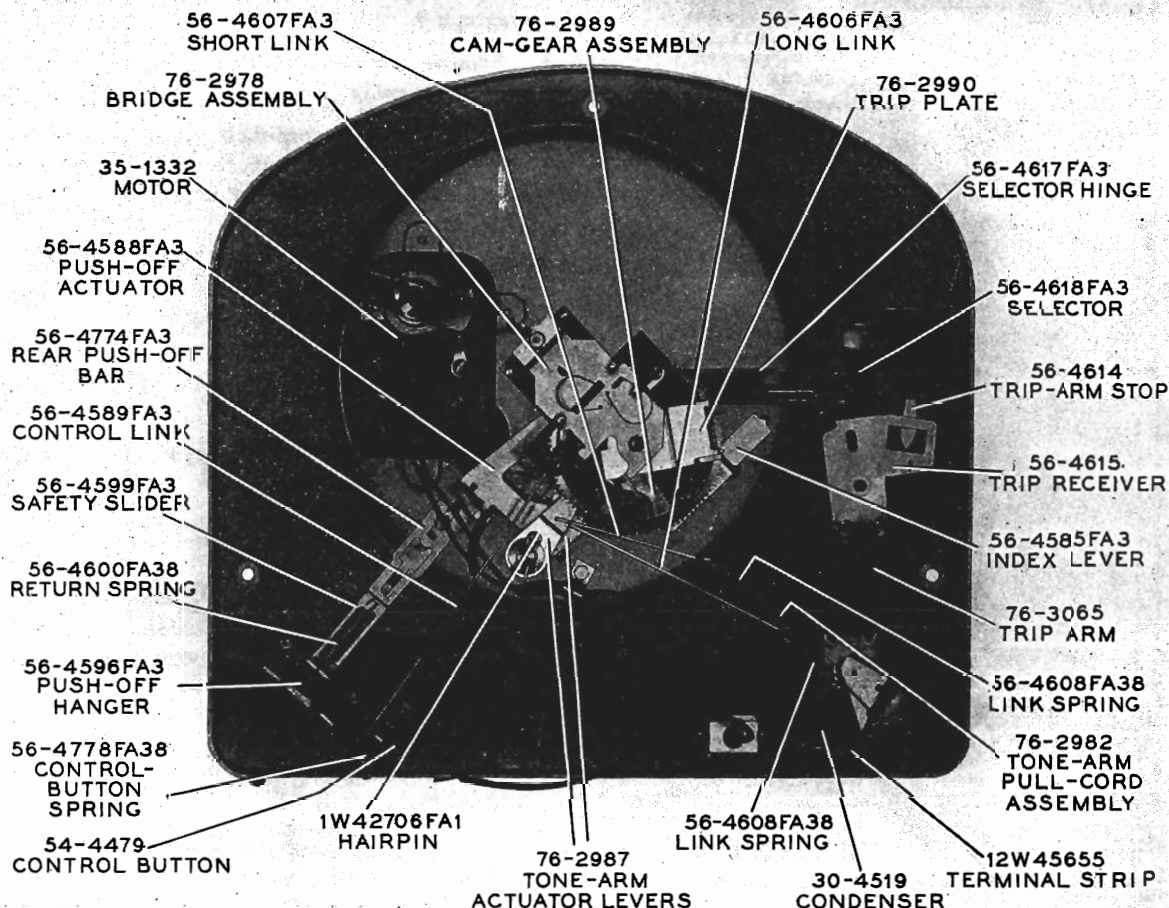 56-4607FA3
SHORT LINK
76-2989
CAM-GEAR ASSEMBLY
56-4606FA3
LONG LINK
76-2978
BRIDGE ASSEMBLY
76-2990
TRIP PLATE
35-1332
MOTOR
56-4617FA3
SELECTOR HINGE
56-4588FA3
PUSH-OFF
ACTUATOR
56-4618FA3
SELECTOR
56-4774FA3
REAR PUSH-OFF
BAR
56-4614
TRIP-ARM STOP
56-4589FA3
CONTROL LINK
56-4615
TRIP RECEIVER
56-4599FA3
SAFETY SLIDER
56-4585FA3
INDEX LEVER
56-4600FA38
RETURN SPRING
76-3065
TRIP ARM
56-4596FA3
PUSH-OFF
HANGER
56-4608FA38
LINK SPRING
56-4778FA38
CONTROL-
BUTTON
SPRING
76-2982
TONE-ARM
PULL-CORD
ASSEMBLY
54-4479
CONTROL BUTTON
1W42706FA1
HAIRPIN
76-2987
TONE-ARM
ACTUATOR LEVERS
56-4608FA38
LINK SPRING
30-4519
CONDENSER
12W45655
TERMINAL STRIP